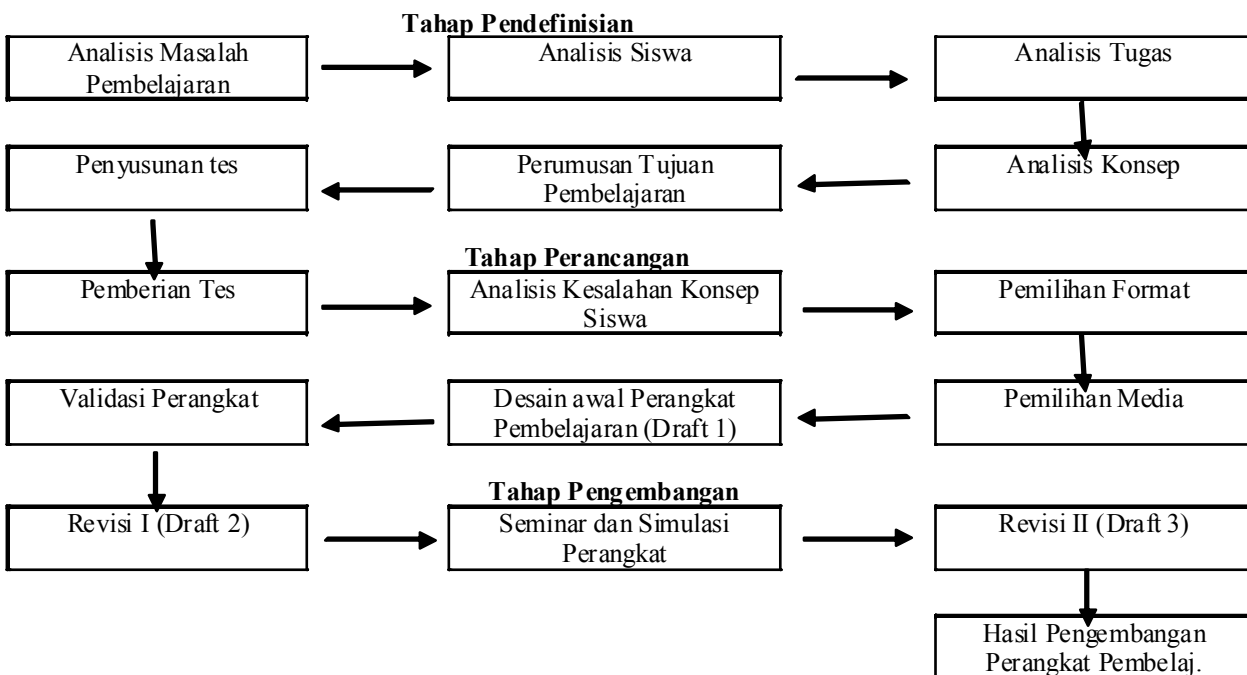 Tahap Pendefinisian
Analisis Masalah
Pembelajaran
Analisis Siswa
Analisis Tugas
Penyusunan tes
Perumusan Tujuan
Pembelajaran
Analisis Konsep
Tahap Perancangan
Pemberian Tes
Analisis Kesalahan Konsep
Siswa
Pemilihan Format
Validasi Perangkat
Desain awal Perangkat
Pembelajaran (Draft 1)
Pemilihan Media
Tahap Pengembangan
Revisi I (Draft 2)
Seminar dan Simulasi
Perangkat
Revisi II (Draft 3)
Hasil Pengembangan
Perangkat Pembelaj.